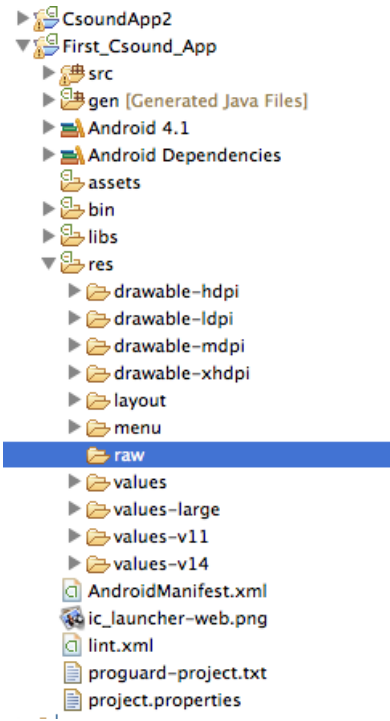 CsoundApp2
First_Csound_App
src
gen [Generated Java Files]
Android 4.1
Android Dependencies
assets
bin
libs
res
drawable-hdpi
drawable-ldpi
drawable-mdpi
drawable-xhdpi
layout
menu
raw
values
values-large
values-v11
values-v14
AndroidManifest.xml
ic_launcher-web.png
lint.xml
proguard-project.txt
project.properties